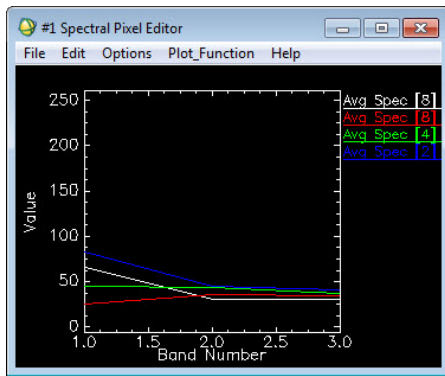 #1 Spectral Pixel Editor
File Edit Options Plot_Function Help
250
200
150
100
50
0
Value
1.0 1.5 2.0 2.5 3.0
Band Number
Avg Spec [8]
Avg Spec [8]
Avg Spec [4]
Avg Spec [2]